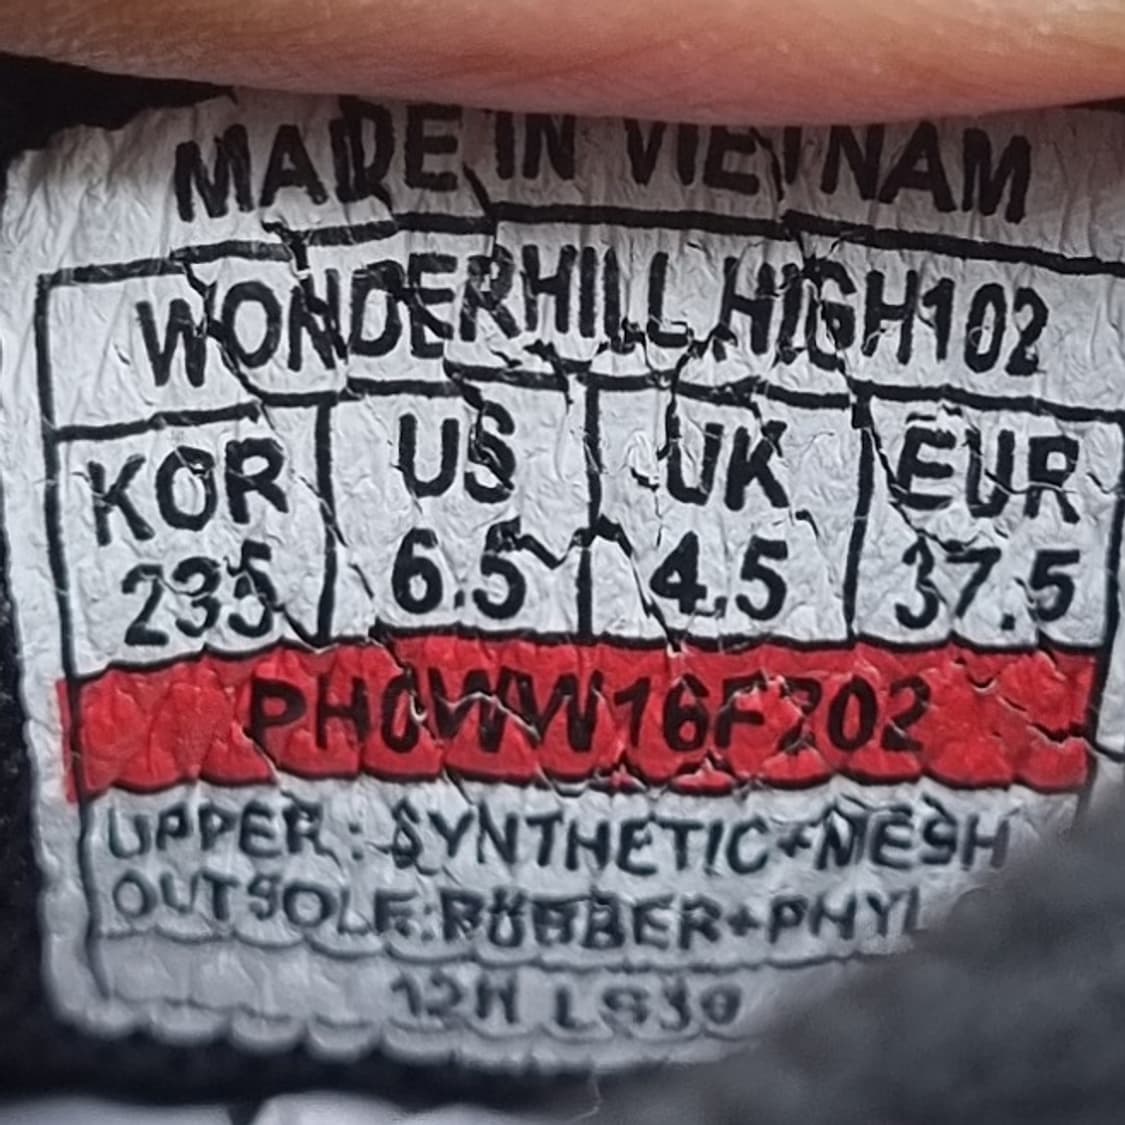 MADE IN VIETNAM
WONDERHILL HIGH102
KOR US UK EUR
235 6.5 4.5 37.5
UPPER : SYNTHETIC+MESH
OUTSOLE:RUBBER+PHYL
12H